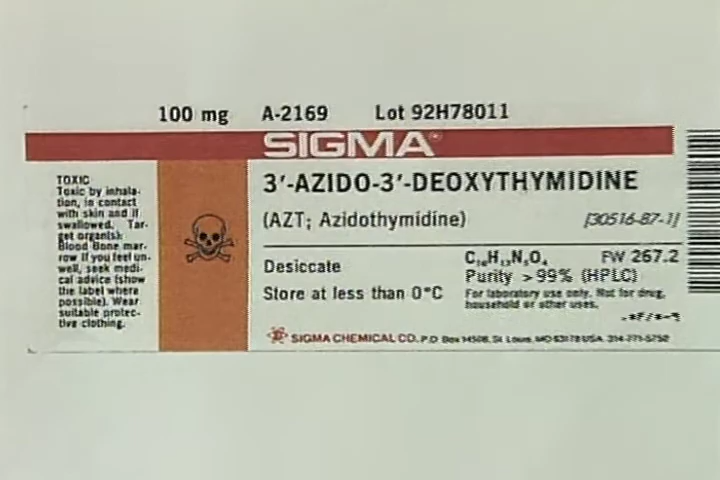 100 mg A-2169 Lot 92H78011
SIGMA
TOXIC
Toxic by inhala-
tion, in contact
with skin and if
swallowed. Tar-
get organ(s):
Blood Bone mar-
row If you feel un-
well, seek medi-
cal advice (show
the label where
possible). Wear
suitable protec-
tive clothing.
3'-AZIDO-3'-DEOXYTHYMIDINE
(AZT; Azidothymidine) [30516-87-1]
Desiccate
Store at less than 0°C
C₁₀H₁₃N₅O₄ FW 267.2
Purity >99% (HPLC)
For laboratory use only. Not for drug,
household or other uses.
SIGMA CHEMICAL CO. P.O. Box 14508, St. Louis, MO 63178 USA. 314-771-5750